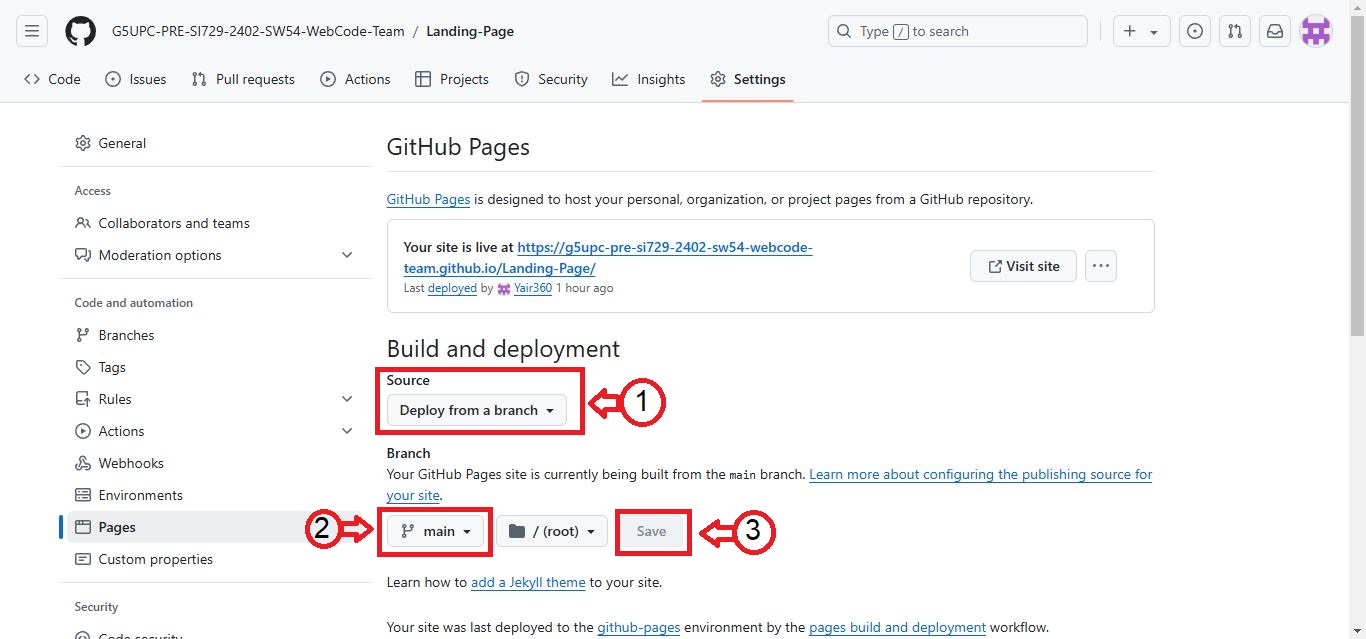 G5UPC-PRE-SI729-2402-SW54-WebCode-Team / Landing-Page
Type / to search
Code Issues Pull requests Actions Projects Security Insights Settings
General
Access
Collaborators and teams
Moderation options
Code and automation
Branches
Tags
Rules
Actions
Webhooks
Environments
Pages
Custom properties
Security
Code security
GitHub Pages
GitHub Pages is designed to host your personal, organization, or project pages from a GitHub repository.
Your site is live at https://g5upc-pre-si729-2402-sw54-webcode-
team.github.io/Landing-Page/
Last deployed by Yair360 1 hour ago
Visit site
Build and deployment
Source
Deploy from a branch
1
Branch
Your GitHub Pages site is currently being built from the main branch. Learn more about configuring the publishing source for
your site.
2 main / (root) Save 3
Learn how to add a Jekyll theme to your site.
Your site was last deployed to the github-pages environment by the pages build and deployment workflow.